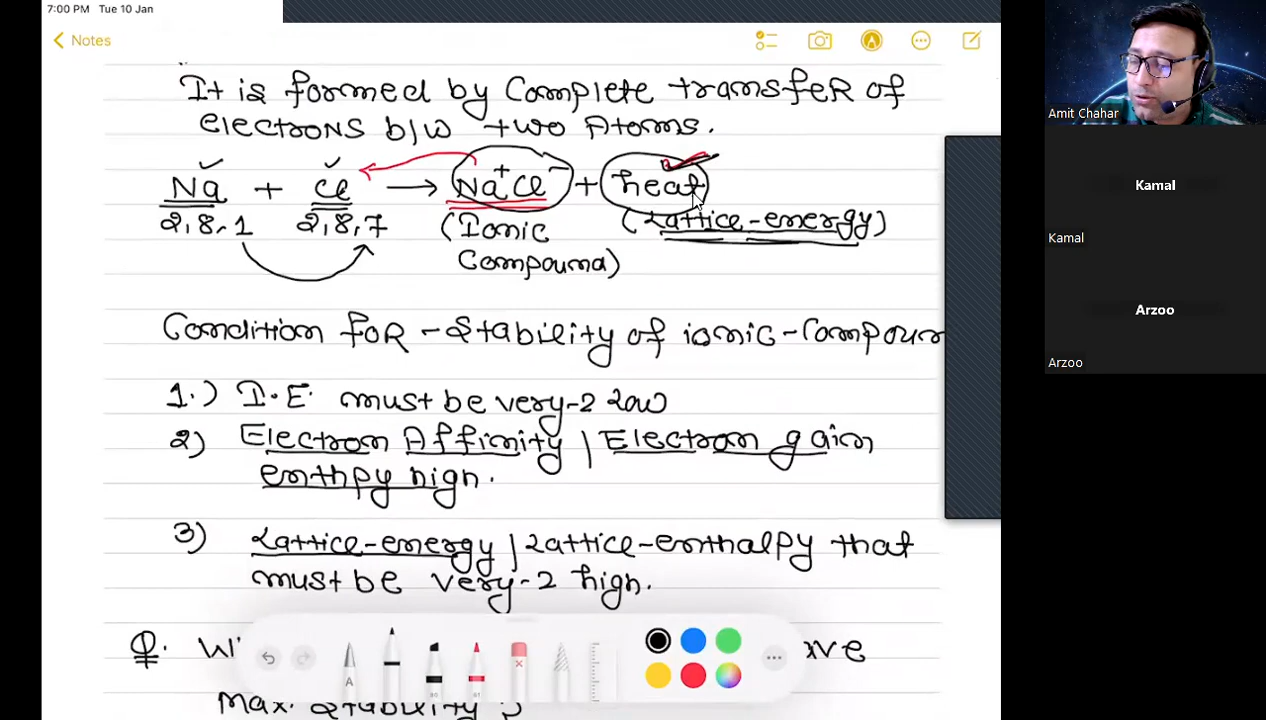 7:00 PM Tue 10 Jan
Notes
It is formed by Complete transfeR of
electrons b/w two Atoms.
Na + Cl → Na⁺Cl⁻ + heat
2,8,1 2,8,7 (Ionic (Lattice-energy)
Compound)
Condition foR -Stability of ionic-Compoun
1.) I.E. must be very-2 low
2) Electron Affinity | Electron gain
enthpy high.
3) Lattice-energy | Lattice-enthalpy that
must be very-2 high.
Q.
Max. Stability ?
A
80
61
Amit Chahar
Kamal
Kamal
Arzoo
Arzoo